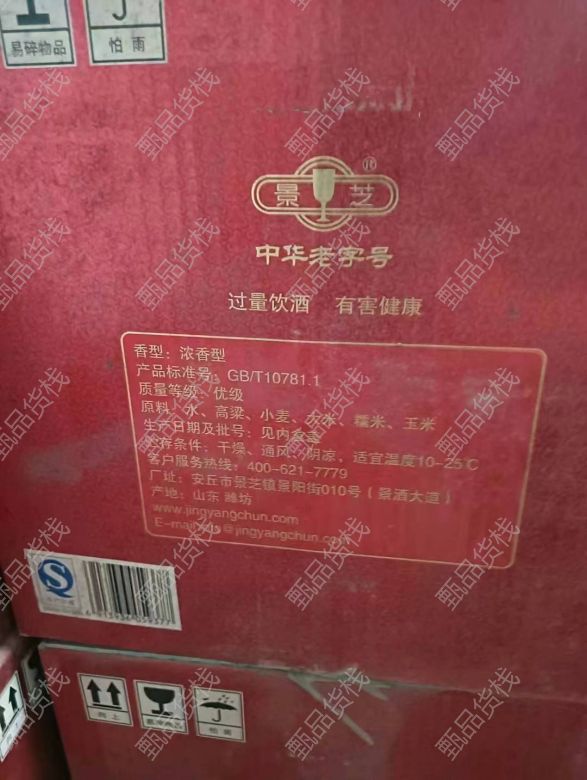 易碎物品
怕雨
景芝
中华老字号
过量饮酒 有害健康
香型：浓香型
产品标准号：GB/T10781.1
质量等级：优级
原料：水、高粱、小麦、大米、糯米、玉米
生产日期及批号：见内包盒
贮存条件：干燥、通风、阴凉、适宜温度10-25℃
客户服务热线：400-621-7779
厂址：安丘市景芝镇景阳街010号（景酒大道）
产地：山东 潍坊
www.jingyangchun.com
@jingyangchun.com
向上
怕雨
甄品货栈